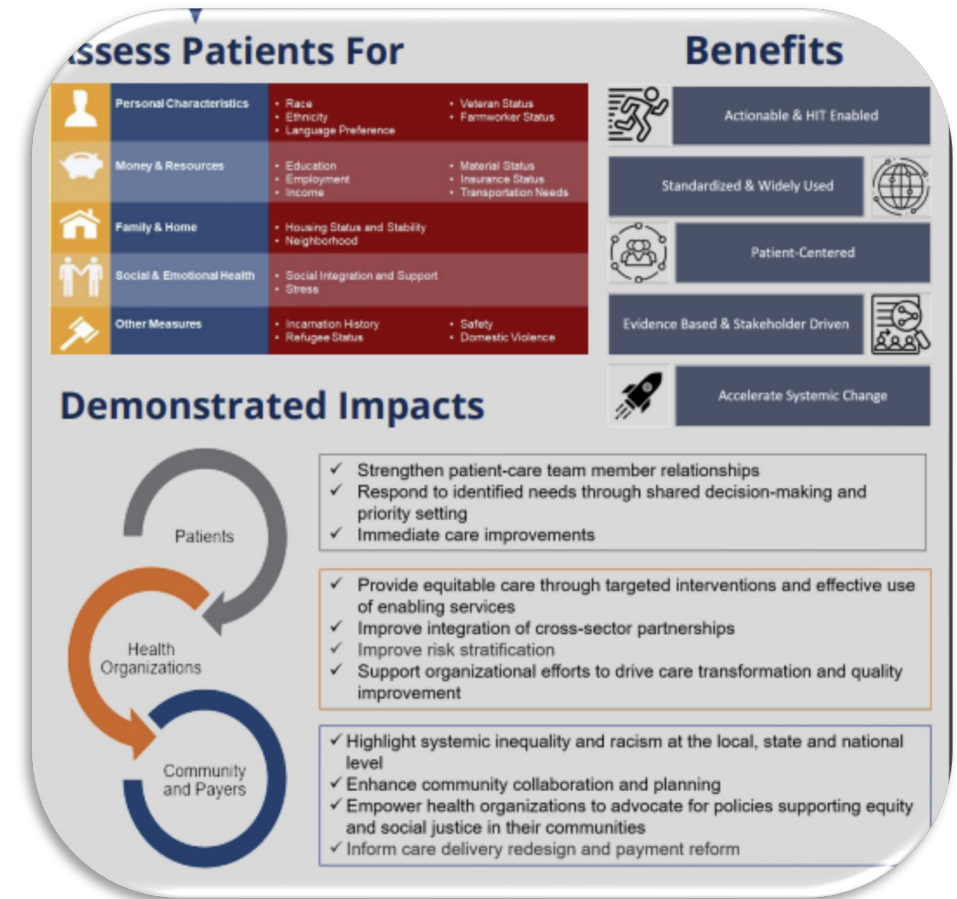 Assess Patients For
Personal Characteristics
• Race
• Ethnicity
• Language Preference
• Veteran Status
• Farmworker Status
Money & Resources
• Education
• Employment
• Income
• Material Status
• Insurance Status
• Transportation Needs
Family & Home
• Housing Status and Stability
• Neighborhood
Social & Emotional Health
• Social Integration and Support
• Stress
Other Measures
• Incarnation History
• Refugee Status
• Safety
• Domestic Violence
Benefits
Actionable & HIT Enabled
Standardized & Widely Used
Patient-Centered
Evidence Based & Stakeholder Driven
Accelerate Systemic Change
Demonstrated Impacts
Patients
✓ Strengthen patient-care team member relationships
✓ Respond to identified needs through shared decision-making and
priority setting
✓ Immediate care improvements
Health
Organizations
✓ Provide equitable care through targeted interventions and effective use
of enabling services
✓ Improve integration of cross-sector partnerships
✓ Improve risk stratification
✓ Support organizational efforts to drive care transformation and quality
improvement
Community
and Payers
✓ Highlight systemic inequality and racism at the local, state and national
level
✓ Enhance community collaboration and planning
✓ Empower health organizations to advocate for policies supporting equity
and social justice in their communities
✓ Inform care delivery redesign and payment reform